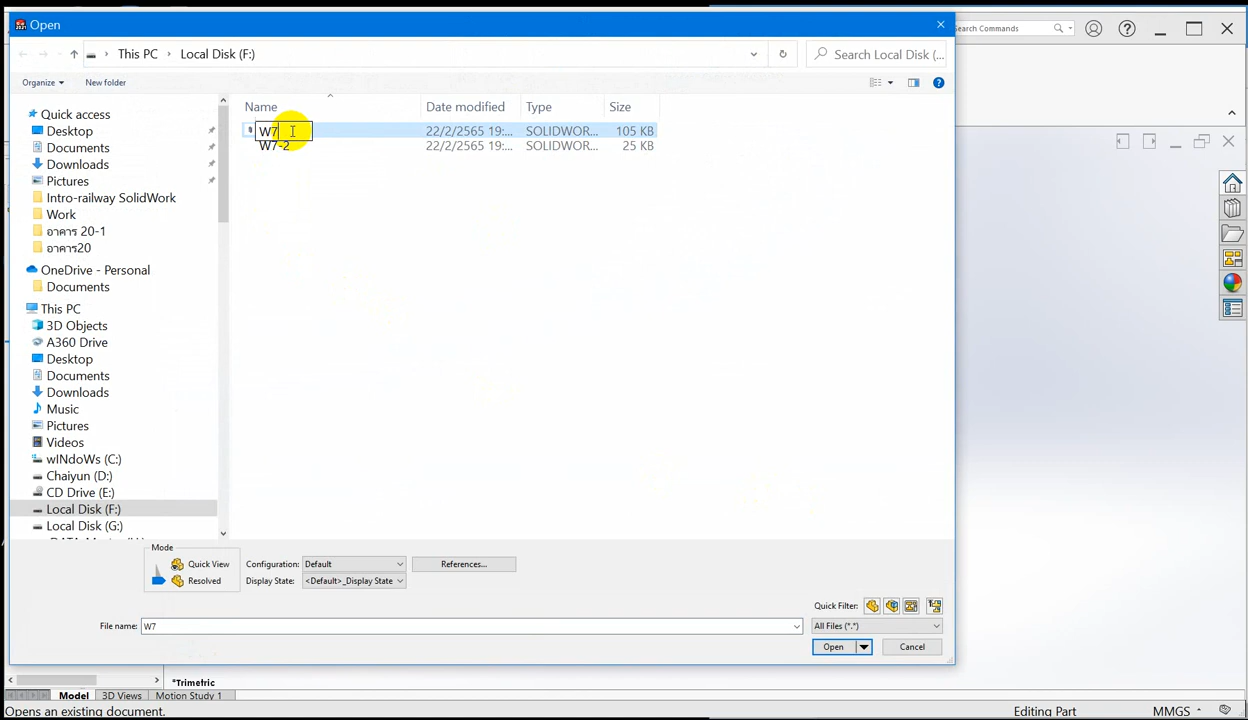 2021 Open
This PC Local Disk (F:)
Search Local Disk (...
earch Commands
Organize New folder
Quick access
Desktop
Documents
Downloads
Pictures
Intro-railway SolidWork
Work
อาคาร 20-1
อาคาร20
OneDrive - Personal
Documents
This PC
3D Objects
A360 Drive
Desktop
Documents
Downloads
Music
Pictures
Videos
wINdoWs (C:)
Chaiyun (D:)
CD Drive (E:)
Local Disk (F:)
Local Disk (G:)
Name Date modified Type Size
W7 22/2/2565 19:... SOLIDWOR... 105 KB
W7-2 22/2/2565 19:... SOLIDWOR... 25 KB
Mode
Quick View
Resolved
Configuration: Default References...
Display State: <Default>_Display State
Quick Filter:
File name: W7 All Files (*.*)
Open Cancel
*Trimetric
Model 3D Views Motion Study 1
Opens an existing document. Editing Part MMGS